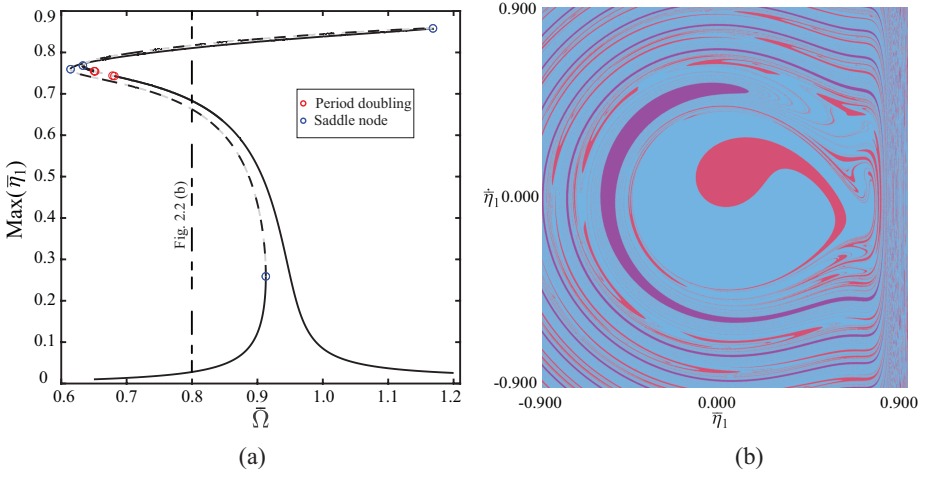 0.9
0.8
0.7
0.6
0.5
0.4
0.3
0.2
0.1
0
Max(η̅₁)
Period doubling
Saddle node
Fig. 2.2 (b)
0.6 0.7 0.8 0.9 1.0 1.1 1.2
Ω̅
(a)
0.900
η̅̇₁ 0.000
-0.900
-0.900 0.000 0.900
η̅₁
(b)